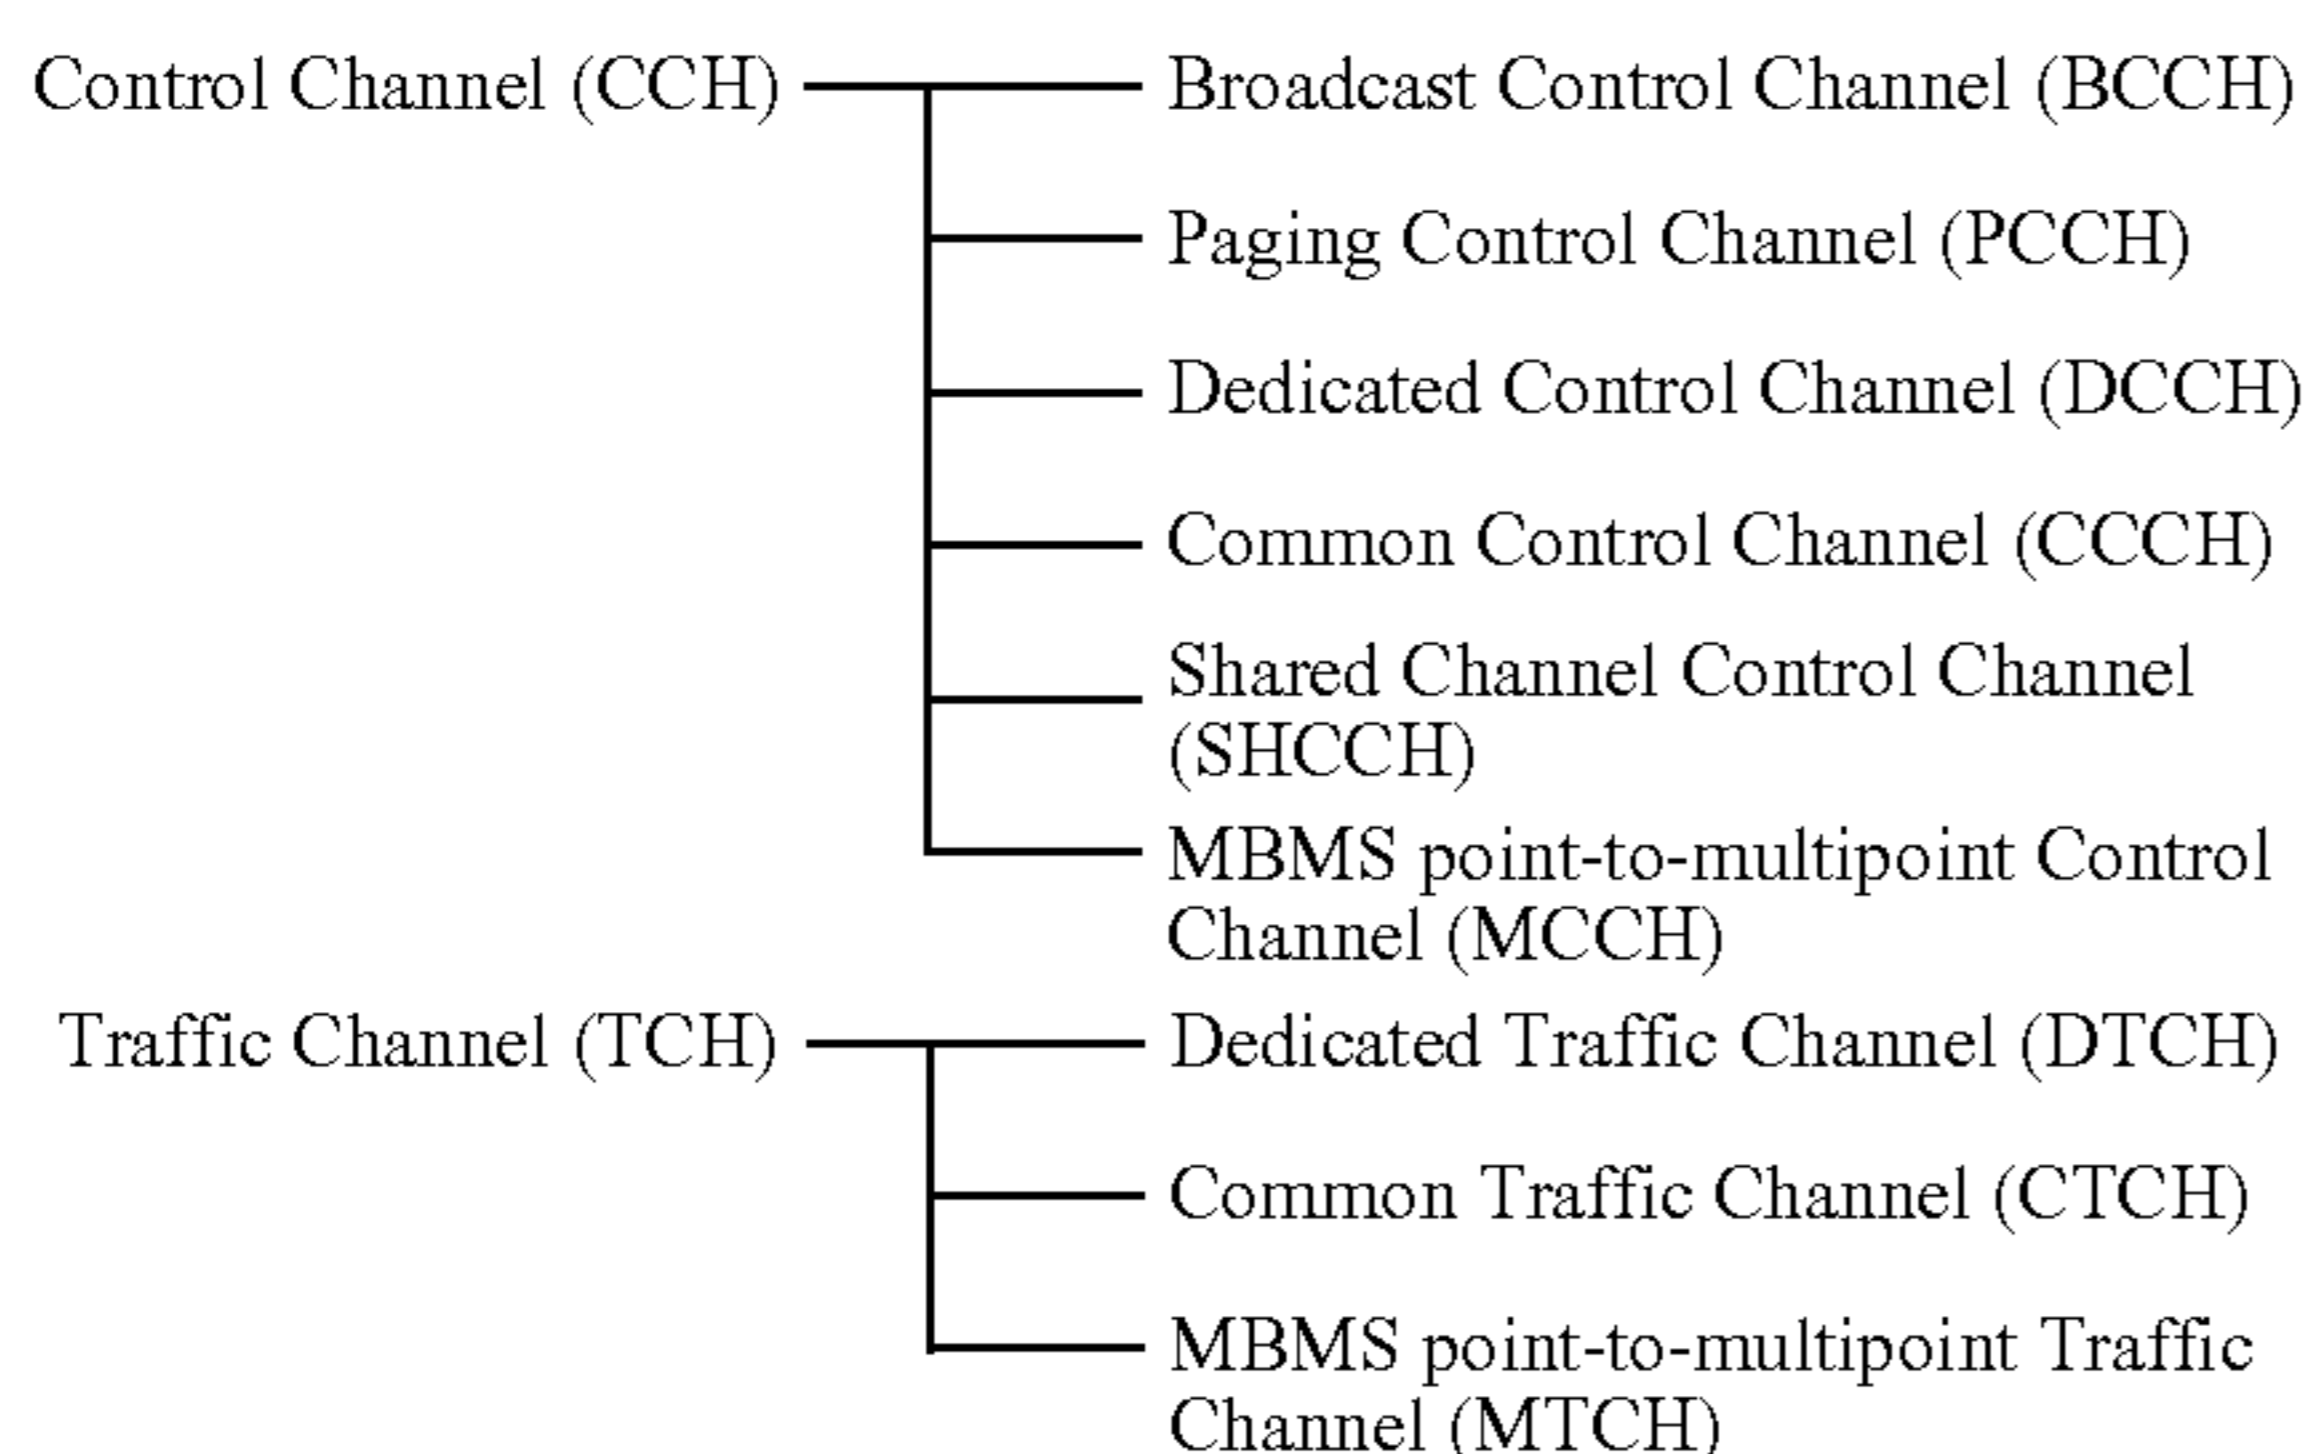 Control Channel (CCH)
Broadcast Control Channel (BCCH)
Paging Control Channel (PCCH)
Dedicated Control Channel (DCCH)
Common Control Channel (CCCH)
Shared Channel Control Channel
(SHCCH)
MBMS point-to-multipoint Control
Channel (MCCH)
Traffic Channel (TCH)
Dedicated Traffic Channel (DTCH)
Common Traffic Channel (CTCH)
MBMS point-to-multipoint Traffic
Channel (MTCH)